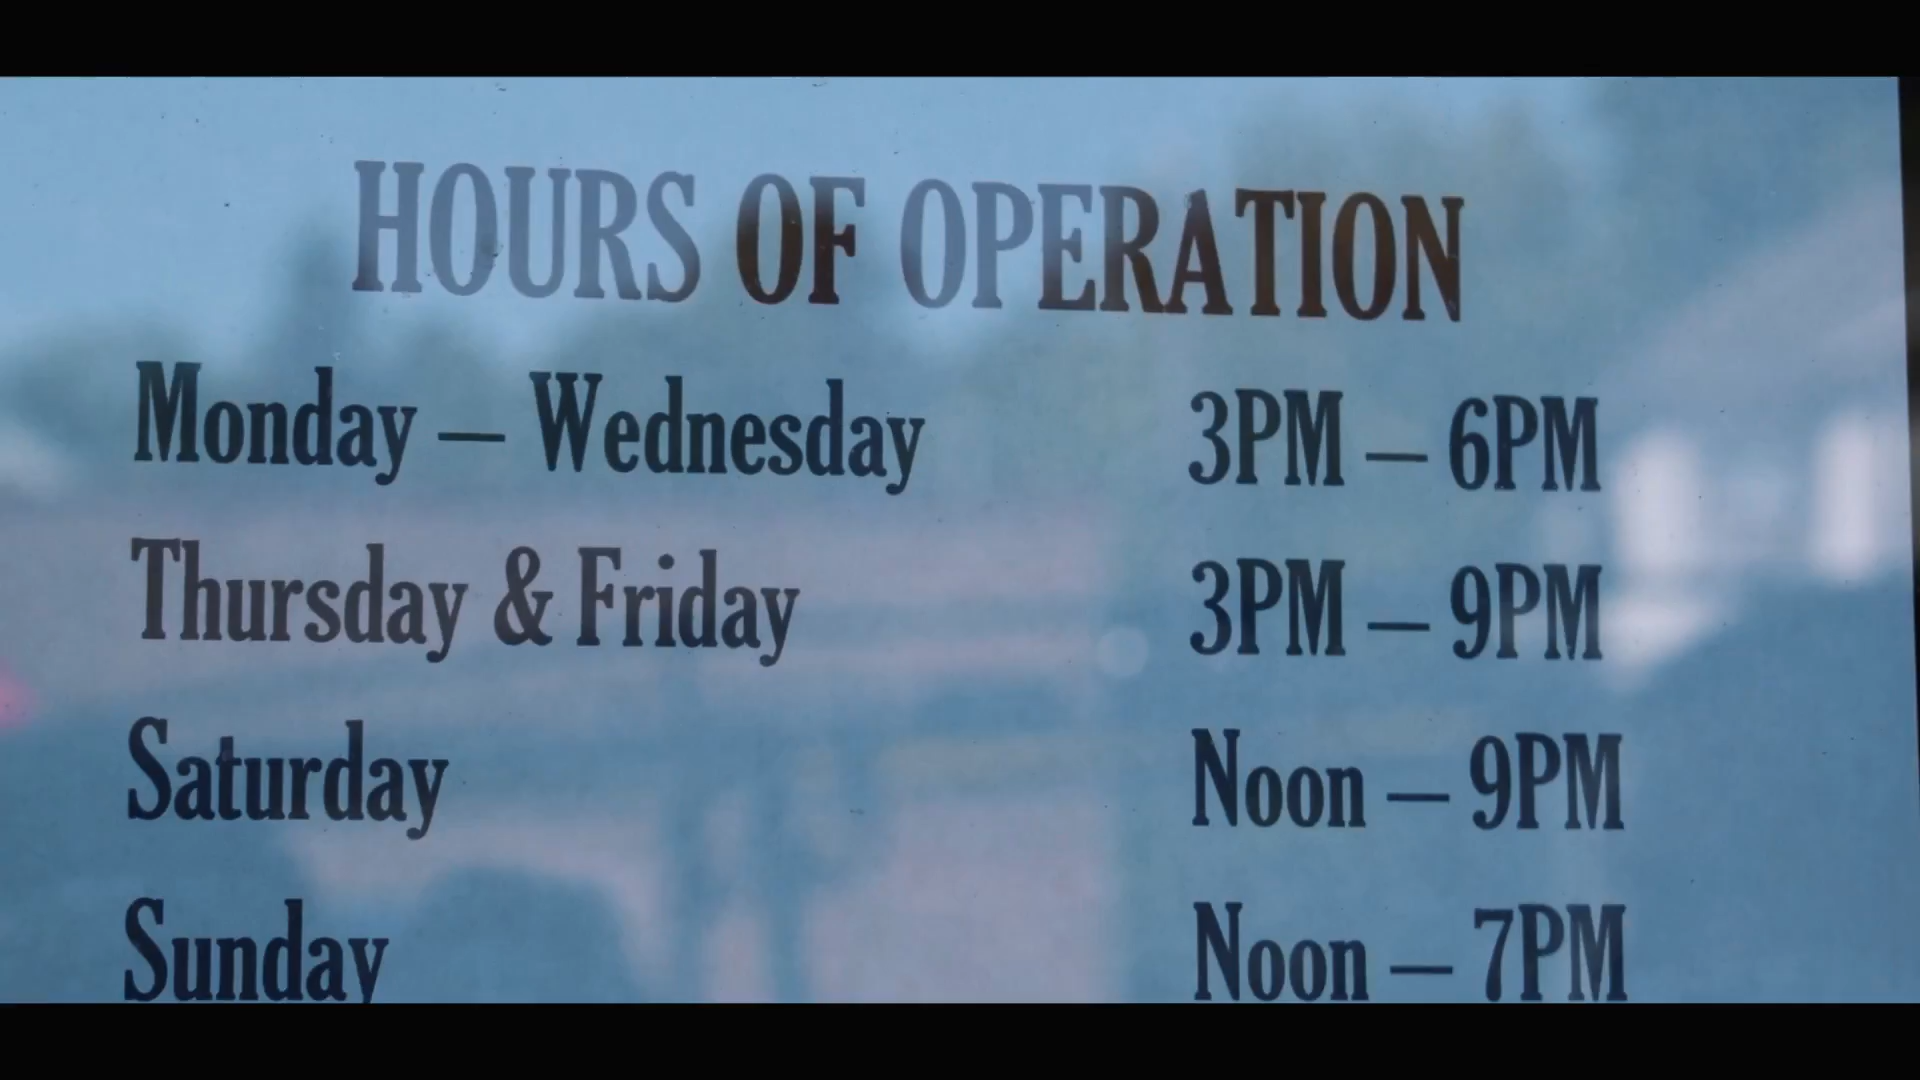 HOURS OF OPERATION
Monday – Wednesday 3PM – 6PM
Thursday & Friday 3PM – 9PM
Saturday Noon – 9PM
Sunday Noon – 7PM